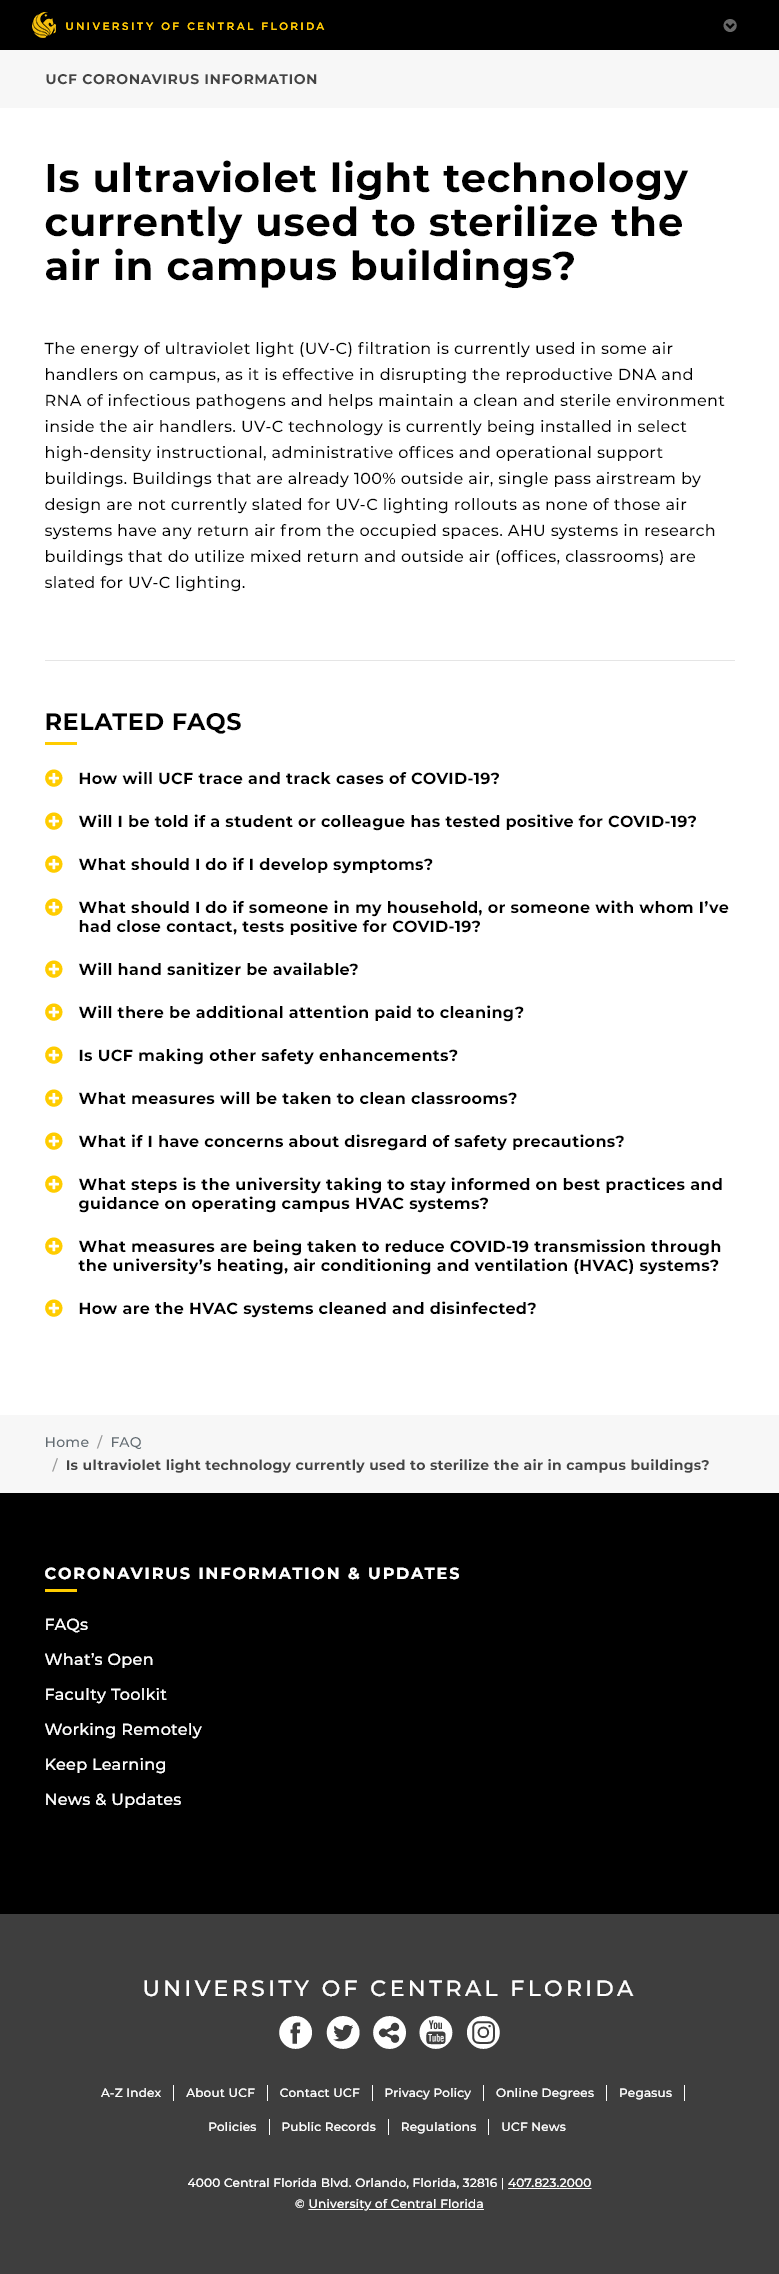 UNIVERSITY OF CENTRAL FLORIDA
UCF CORONAVIRUS INFORMATION
Is ultraviolet light technology
currently used to sterilize the
air in campus buildings?
The energy of ultraviolet light (UV-C) filtration is currently used in some air
handlers on campus, as it is effective in disrupting the reproductive DNA and
RNA of infectious pathogens and helps maintain a clean and sterile environment
inside the air handlers. UV-C technology is currently being installed in select
high-density instructional, administrative offices and operational support
buildings. Buildings that are already 100% outside air, single pass airstream by
design are not currently slated for UV-C lighting rollouts as none of those air
systems have any return air from the occupied spaces. AHU systems in research
buildings that do utilize mixed return and outside air (offices, classrooms) are
slated for UV-C lighting.
RELATED FAQS
How will UCF trace and track cases of COVID-19?
Will I be told if a student or colleague has tested positive for COVID-19?
What should I do if I develop symptoms?
What should I do if someone in my household, or someone with whom I’ve
had close contact, tests positive for COVID-19?
Will hand sanitizer be available?
Will there be additional attention paid to cleaning?
Is UCF making other safety enhancements?
What measures will be taken to clean classrooms?
What if I have concerns about disregard of safety precautions?
What steps is the university taking to stay informed on best practices and
guidance on operating campus HVAC systems?
What measures are being taken to reduce COVID-19 transmission through
the university’s heating, air conditioning and ventilation (HVAC) systems?
How are the HVAC systems cleaned and disinfected?
Home / FAQ
/ Is ultraviolet light technology currently used to sterilize the air in campus buildings?
CORONAVIRUS INFORMATION & UPDATES
FAQs
What’s Open
Faculty Toolkit
Working Remotely
Keep Learning
News & Updates
UNIVERSITY OF CENTRAL FLORIDA
You Tube
A-Z Index | About UCF | Contact UCF | Privacy Policy | Online Degrees | Pegasus |
Policies | Public Records | Regulations | UCF News
4000 Central Florida Blvd. Orlando, Florida, 32816 | 407.823.2000
© University of Central Florida